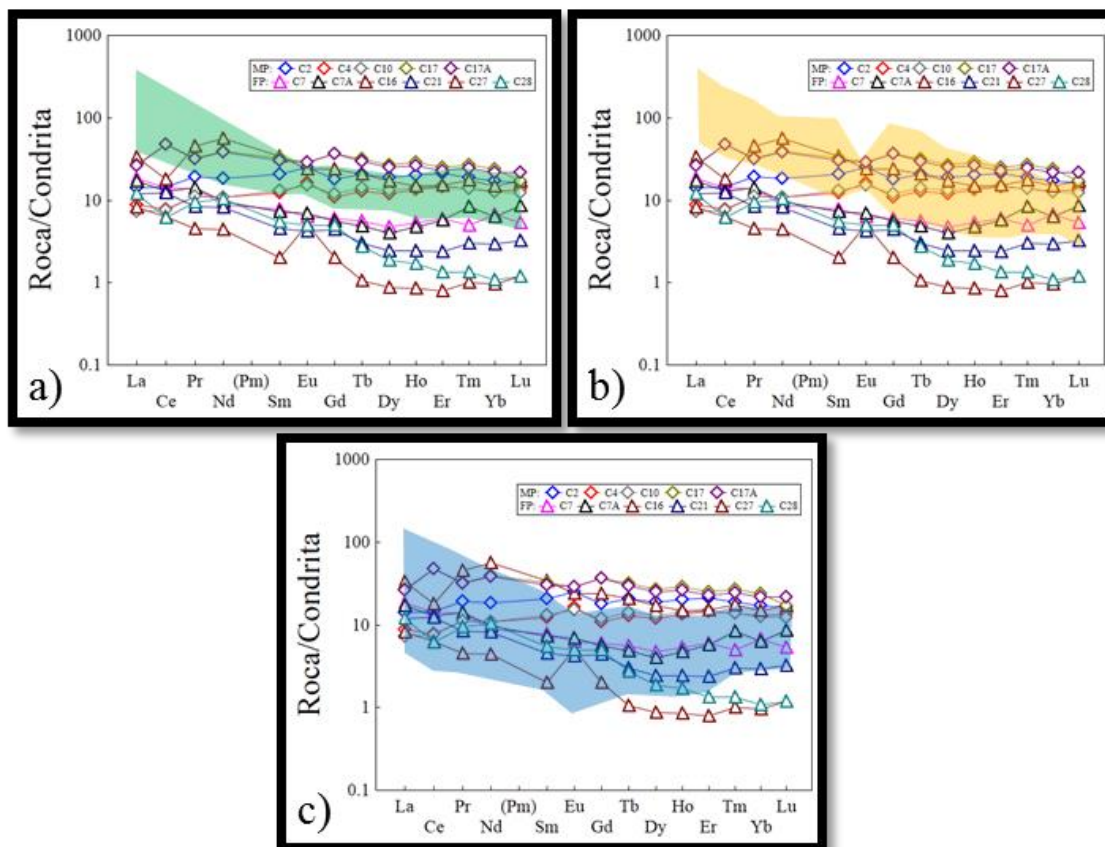 1000
MP: C2 C4 C10 C17 C17A
FP: C7 C7A C16 C21 C27 C28
100
10
1
0.1
Roca/Condrita
La Pr (Pm) Eu Tb Ho Tm Lu
Ce Nd Sm Gd Dy Er Yb
a)
1000
MP: C2 C4 C10 C17 C17A
FP: C7 C7A C16 C21 C27 C28
100
10
1
0.1
Roca/Condrita
La Pr (Pm) Eu Tb Ho Tm Lu
Ce Nd Sm Gd Dy Er Yb
b)
1000
MP: C2 C4 C10 C17 C17A
FP: C7 C7A C16 C21 C27 C28
100
10
1
0.1
Roca/Condrita
La Pr (Pm) Eu Tb Ho Tm Lu
Ce Nd Sm Gd Dy Er Yb
c)